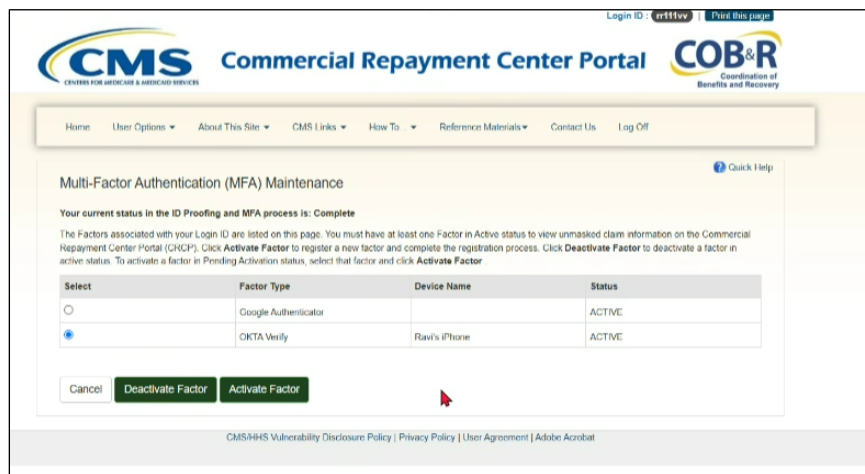 Login ID : rr111vv | Print this page
CMS
CENTERS FOR MEDICARE & MEDICAID SERVICES
Commercial Repayment Center Portal
COB&R
Coordination of
Benefits and Recovery
Home User Options About This Site CMS Links How To... Reference Materials Contact Us Log Off
Quick Help
Multi-Factor Authentication (MFA) Maintenance
Your current status in the ID Proofing and MFA process is: Complete
The Factors associated with your Login ID are listed on this page. You must have at least one Factor in Active status to view unmasked claim information on the Commercial
Repayment Center Portal (CRCP). Click Activate Factor to register a new factor and complete the registration process. Click Deactivate Factor to deactivate a factor in
active status. To activate a factor in Pending Activation status, select that factor and click Activate Factor
Select Factor Type Device Name Status
Google Authenticator ACTIVE
OKTA Verify Ravi's iPhone ACTIVE
Cancel Deactivate Factor Activate Factor
CMS/HHS Vulnerability Disclosure Policy | Privacy Policy | User Agreement | Adobe Acrobat